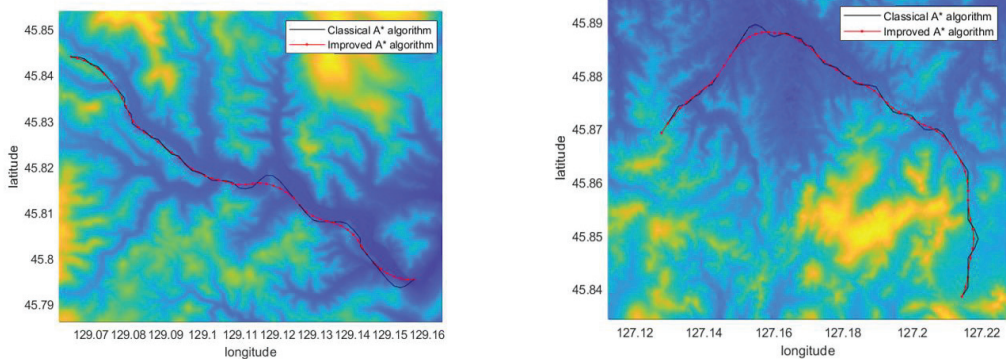 45.854
45.84
45.83
45.82
45.81
45.8
45.79
latitude
129.07 129.08 129.09 129.1 129.11 129.12 129.13 129.14 129.15 129.16
longitude
Classical A* algorithm
Improved A* algorithm
45.89
45.88
45.87
45.86
45.85
45.84
latitude
127.12 127.14 127.16 127.18 127.2 127.22
longitude
Classical A* algorithm
Improved A* algorithm